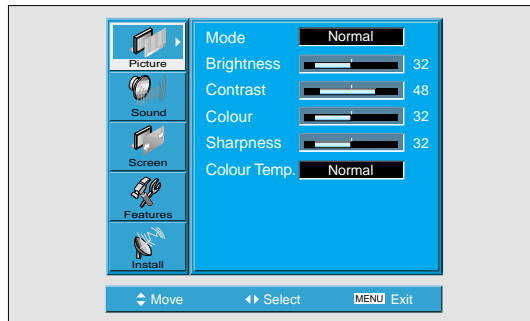 Picture
Sound
Screen
Features
Install
Mode Normal
Brightness 32
Contrast 48
Colour 32
Sharpness 32
Colour Temp. Normal
Move Select MENU Exit